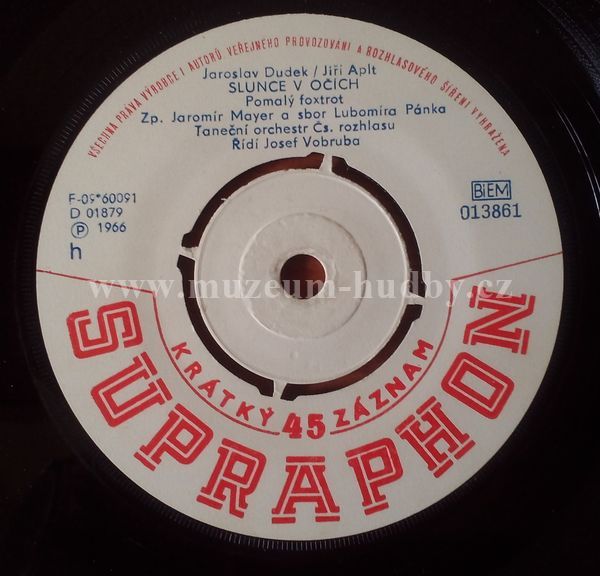 VŠECHNA PRÁVA VÝROBCE I AUTORŮ VEŘEJNÉHO PROVOZOVÁNÍ A ROZHLASOVÉHO ŠÍŘENÍ VYHRAŽENA
Jaroslav Dudek / Jiří Aplt
SLUNCE V OČÍCH
Pomalý foxtrot
Zp. Jaromír Mayer a sbor Lubomíra Pánka
Taneční orchestr Čs. rozhlasu
Řídí Josef Vobruba
F-09*60091
D 01879
Ⓟ 1966
h
BIEM
013861
www.muzeum-hudby.cz
KRÁTKÝ 45 ZÁZNAM
SUPRAPHON